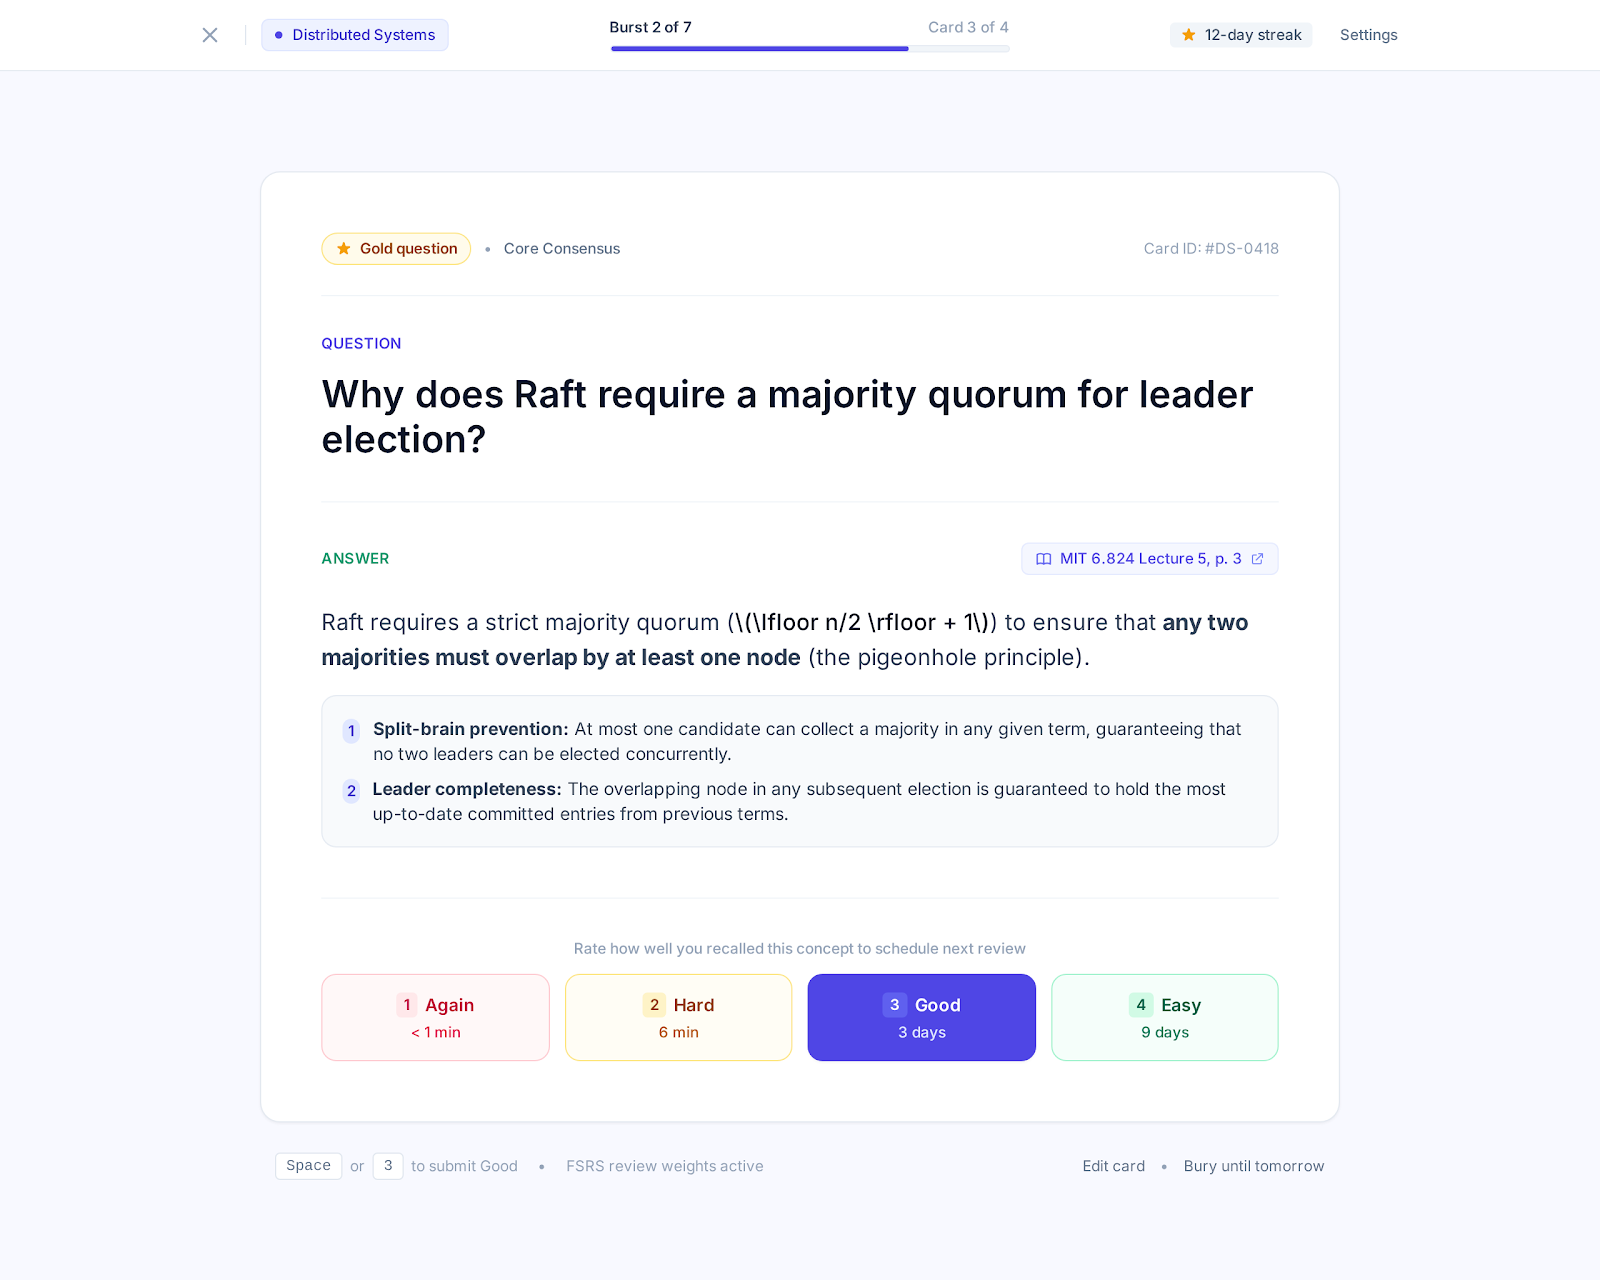 Distributed Systems
Burst 2 of 7
Card 3 of 4
12-day streak
Settings
Gold question • Core Consensus
Card ID: #DS-0418
QUESTION
Why does Raft require a majority quorum for leader
election?
ANSWER
MIT 6.824 Lecture 5, p. 3
Raft requires a strict majority quorum (\(\lfloor n/2 \rfloor + 1\)) to ensure that any two
majorities must overlap by at least one node (the pigeonhole principle).
1 Split-brain prevention: At most one candidate can collect a majority in any given term, guaranteeing that
no two leaders can be elected concurrently.
2 Leader completeness: The overlapping node in any subsequent election is guaranteed to hold the most
up-to-date committed entries from previous terms.
Rate how well you recalled this concept to schedule next review
1 Again
< 1 min
2 Hard
6 min
3 Good
3 days
4 Easy
9 days
Space or 3 to submit Good • FSRS review weights active
Edit card • Bury until tomorrow